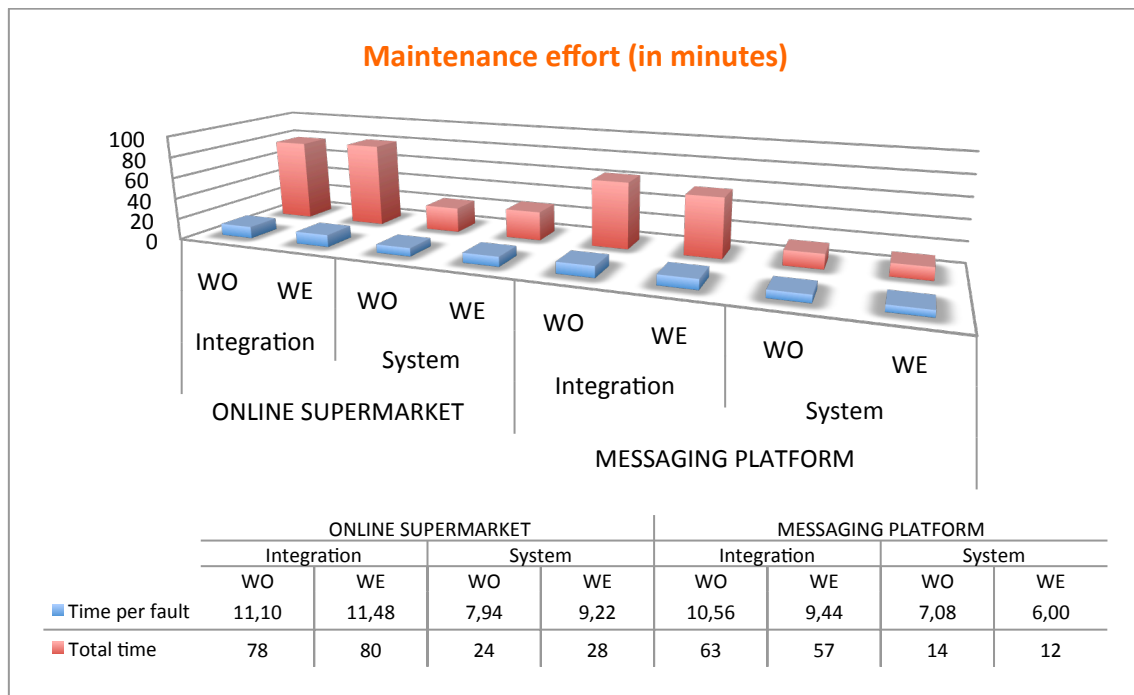 Maintenance effort (in minutes)
100
80
60
40
20
0
WO WE WO WE WO WE WO WE
Integration System Integration System
ONLINE SUPERMARKET MESSAGING PLATFORM
ONLINE SUPERMARKET MESSAGING PLATFORM
Integration System Integration System
WO WE WO WE WO WE WO WE
Time per fault 11,10 11,48 7,94 9,22 10,56 9,44 7,08 6,00
Total time 78 80 24 28 63 57 14 12